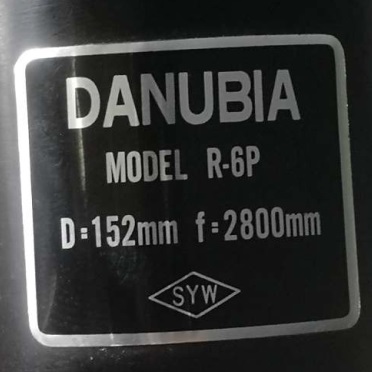 DANUBIA
MODEL R-6P
D=152mm f=2800mm
SYW